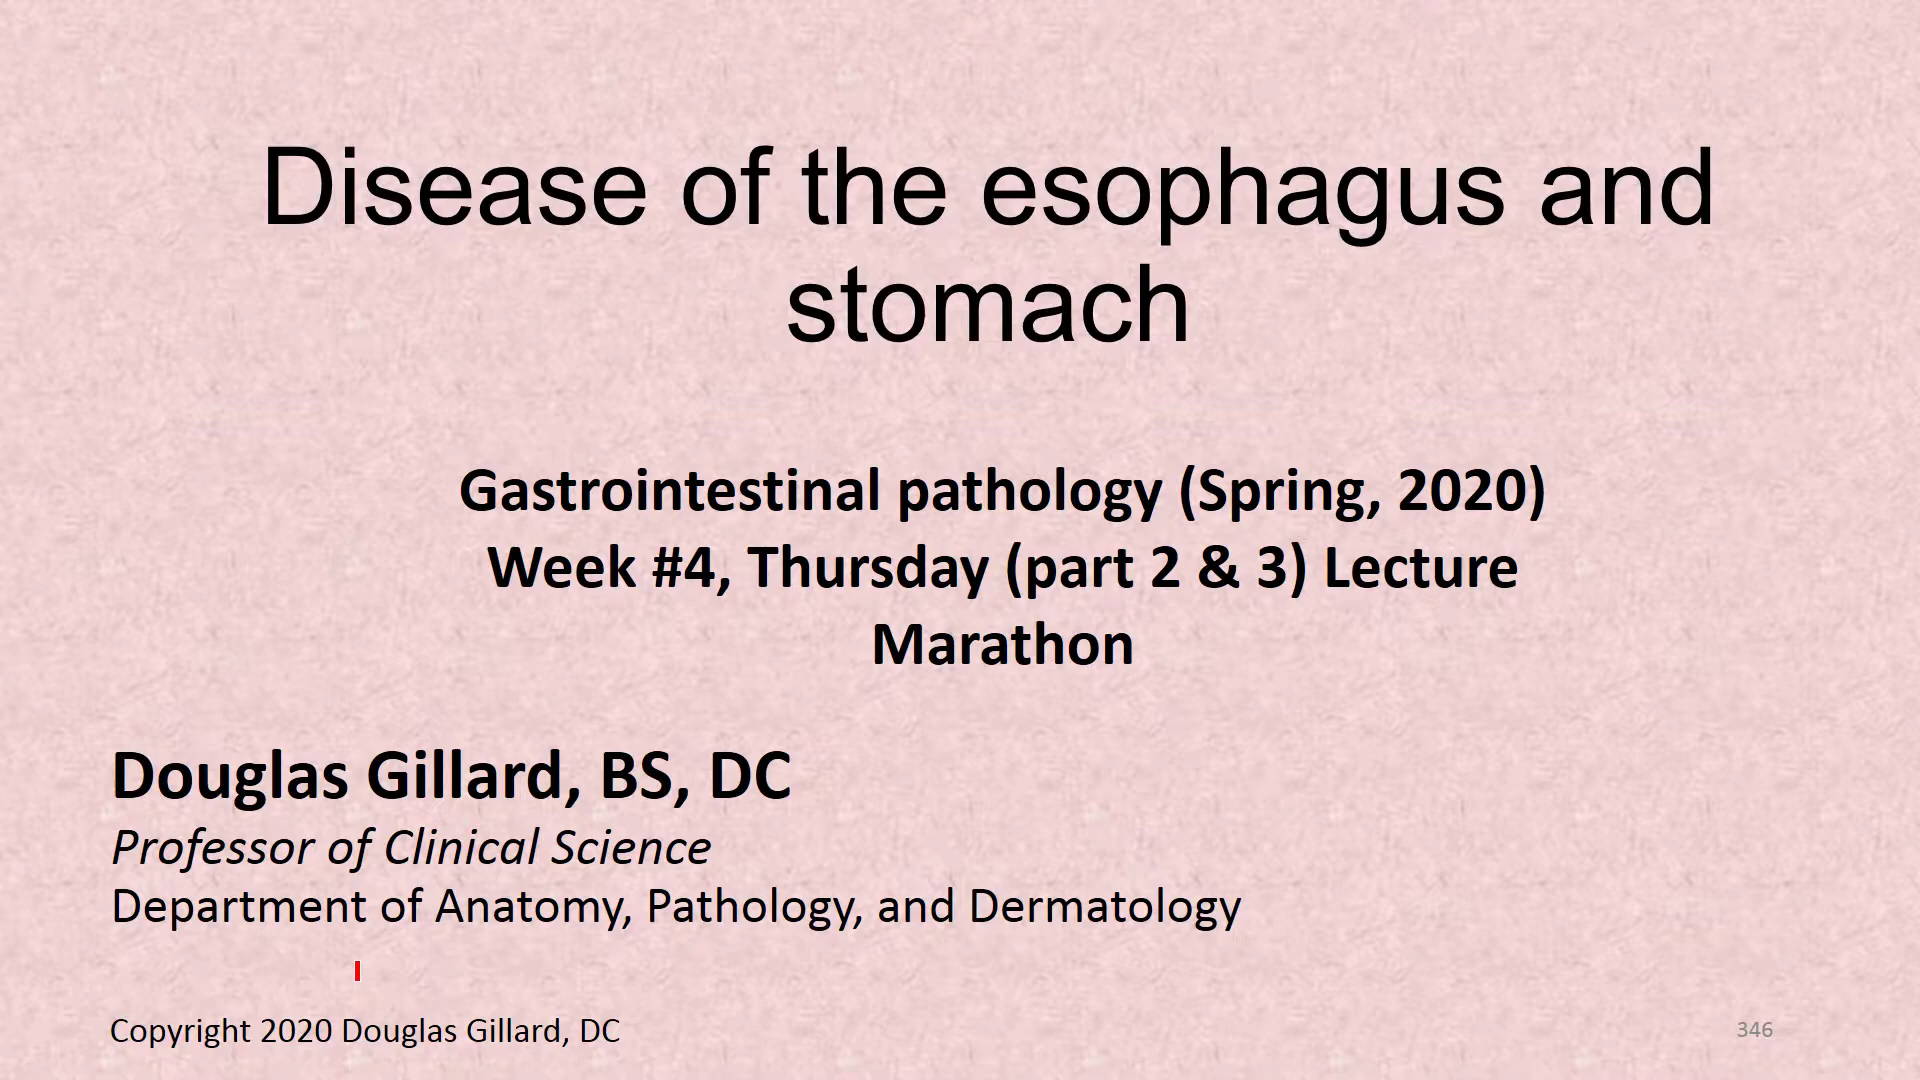 Disease of the esophagus and
stomach
Gastrointestinal pathology (Spring, 2020)
Week #4, Thursday (part 2 & 3) Lecture
Marathon
Douglas Gillard, BS, DC
Professor of Clinical Science
Department of Anatomy, Pathology, and Dermatology
Copyright 2020 Douglas Gillard, DC
346